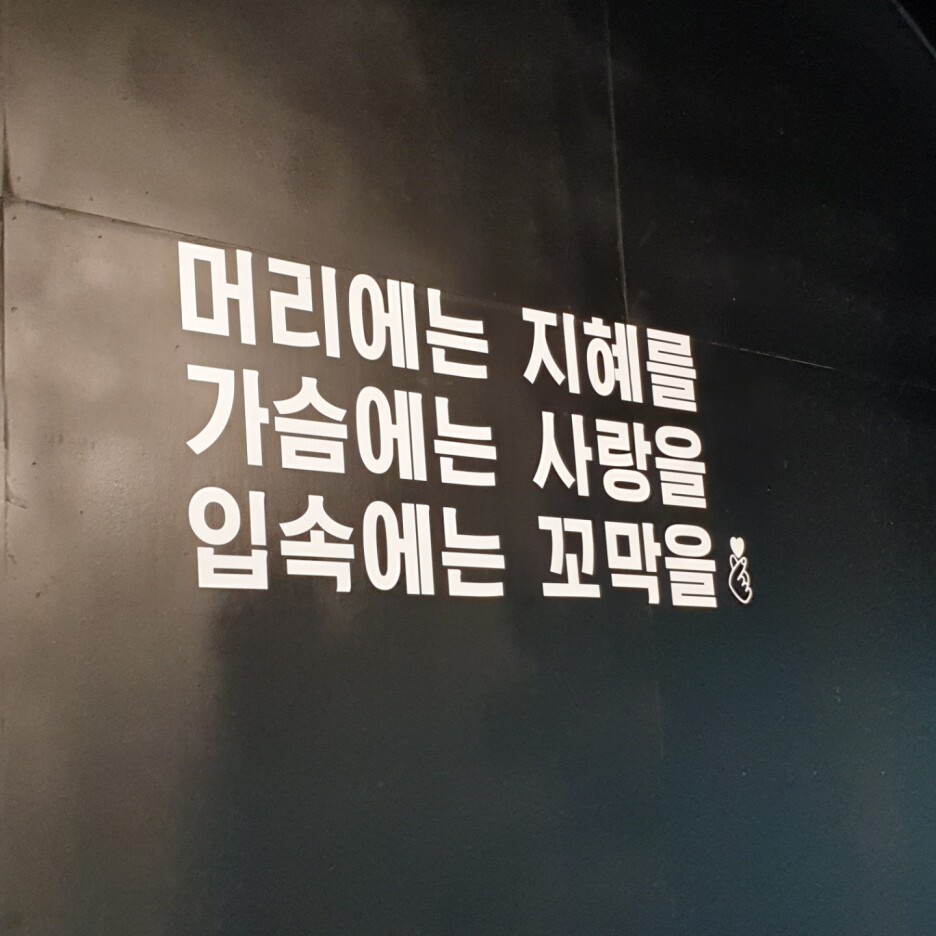 머리에는 지혜를
가슴에는 사랑을
입속에는 꼬막을